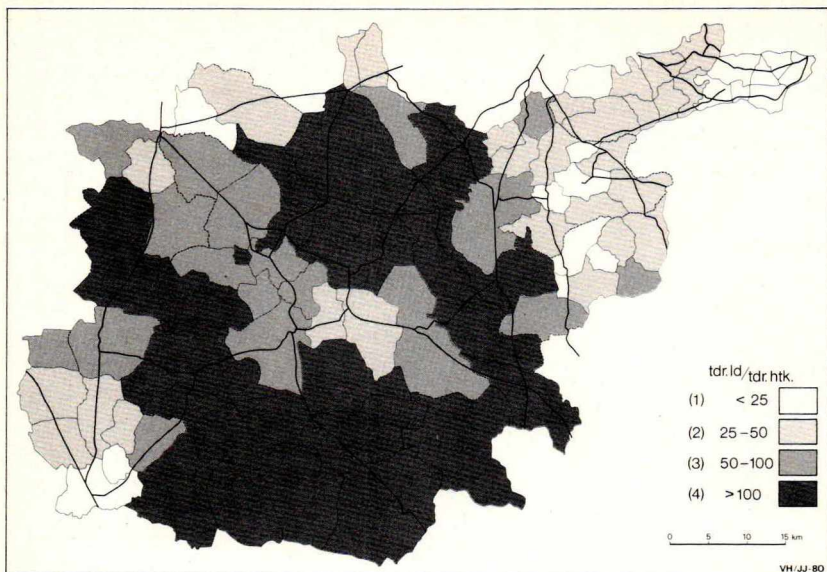 tdr.ld/tdr.htk.
(1) < 25
(2) 25-50
(3) 50-100
(4) >100
0 5 10 15 km
VH/JJ-80